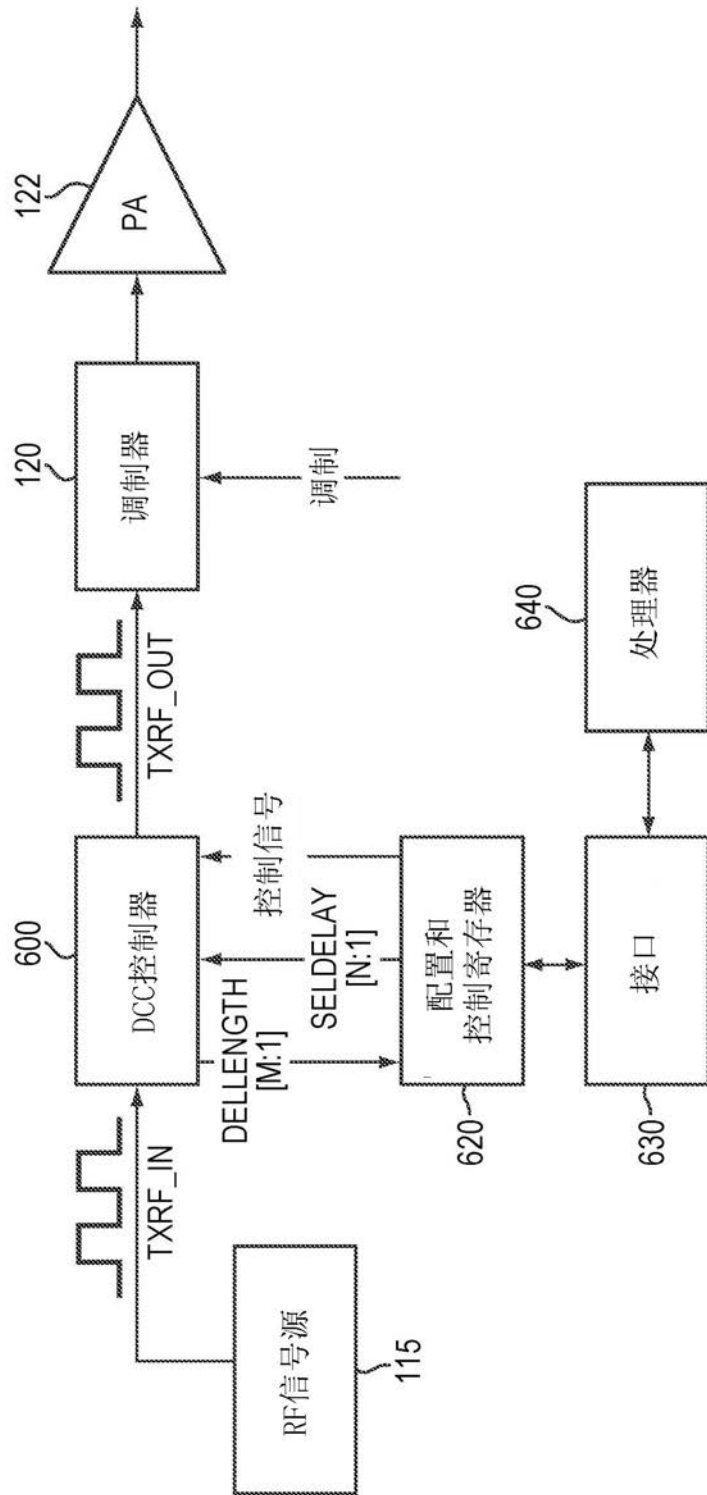 122
PA
120
调制器
调制
TXRF_OUT
600
DCC控制器
TXRF_IN
控制信号
SELDELAY
[N:1]
DELLENGTH
[M:1]
RF信号源
115
配置和
控制寄存器
620
接口
630
处理器
640